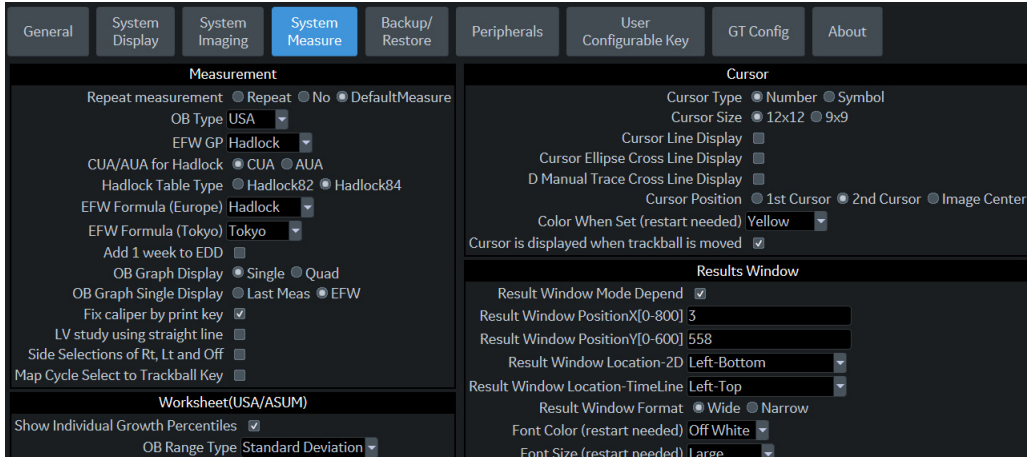 General
System Display
System Imaging
System Measure
Backup/ Restore
Peripherals
User Configurable Key
GT Config
About
Measurement
Repeat measurement Repeat No DefaultMeasure
OB Type USA
EFW GP Hadlock
CUA/AUA for Hadlock CUA AUA
Hadlock Table Type Hadlock82 Hadlock84
EFW Formula (Europe) Hadlock
EFW Formula (Tokyo) Tokyo
Add 1 week to EDD
OB Graph Display Single Quad
OB Graph Single Display Last Meas EFW
Fix caliper by print key
LV study using straight line
Side Selections of Rt, Lt and Off
Map Cycle Select to Trackball Key
Worksheet(USA/ASUM)
Show Individual Growth Percentiles
OB Range Type Standard Deviation
Cursor
Cursor Type Number Symbol
Cursor Size 12x12 9x9
Cursor Line Display
Cursor Ellipse Cross Line Display
D Manual Trace Cross Line Display
Cursor Position 1st Cursor 2nd Cursor Image Center
Color When Set (restart needed) Yellow
Cursor is displayed when trackball is moved
Results Window
Result Window Mode Depend
Result Window PositionX[0-800] 3
Result Window PositionY[0-600] 558
Result Window Location-2D Left-Bottom
Result Window Location-TimeLine Left-Top
Result Window Format Wide Narrow
Font Color (restart needed) Off White
Font Size (restart needed) Large